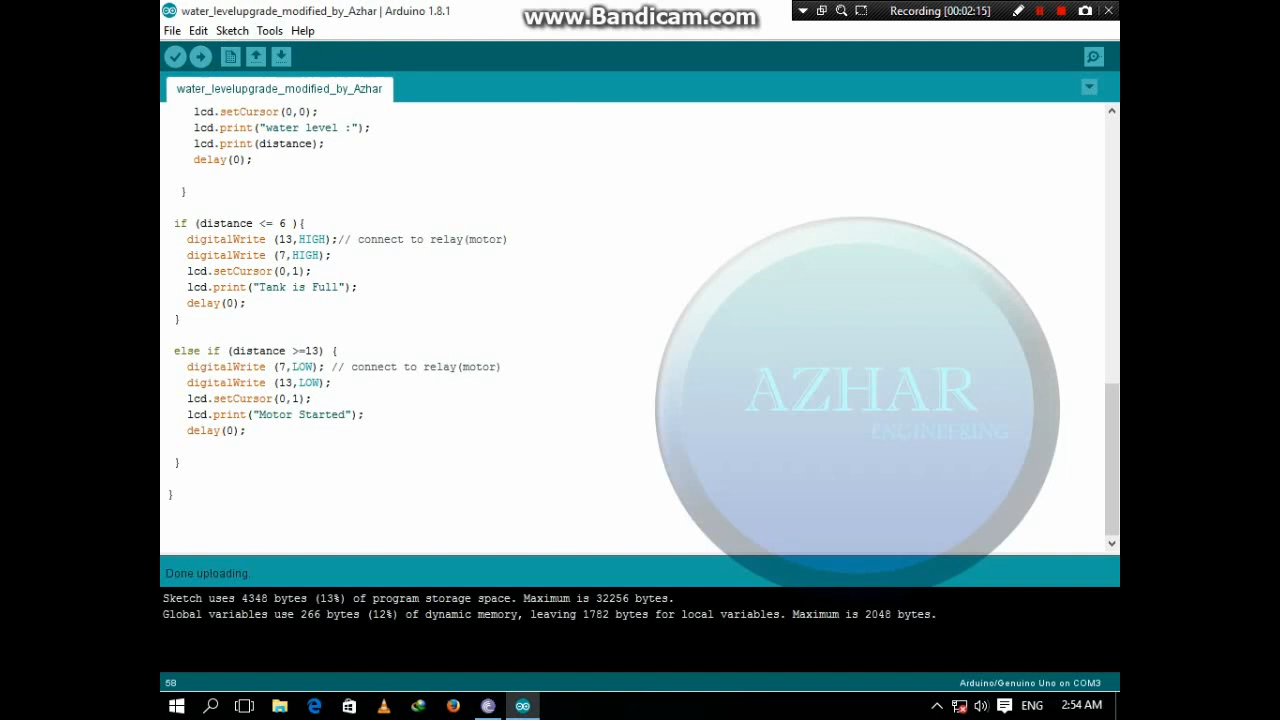 water_levelupgrade_modified_by_Azhar | Arduino 1.8.1
www.Bandicam.com
Recording [00:02:15]
File Edit Sketch Tools Help
water_levelupgrade_modified_by_Azhar
lcd.setCursor(0,0);
lcd.print("water level :");
lcd.print(distance);
delay(0);
}
if (distance <= 6 ){
digitalWrite (13,HIGH);// connect to relay(motor)
digitalWrite (7,HIGH);
lcd.setCursor(0,1);
lcd.print("Tank is Full");
delay(0);
}
else if (distance >=13) {
digitalWrite (7,LOW); // connect to relay(motor)
digitalWrite (13,LOW);
lcd.setCursor(0,1);
lcd.print("Motor Started");
delay(0);
}
}
AZHAR
ENGINEERING
Done uploading.
Sketch uses 4348 bytes (13%) of program storage space. Maximum is 32256 bytes.
Global variables use 266 bytes (12%) of dynamic memory, leaving 1782 bytes for local variables. Maximum is 2048 bytes.
58
Arduino/Genuino Uno on COM3
ENG
2:54 AM